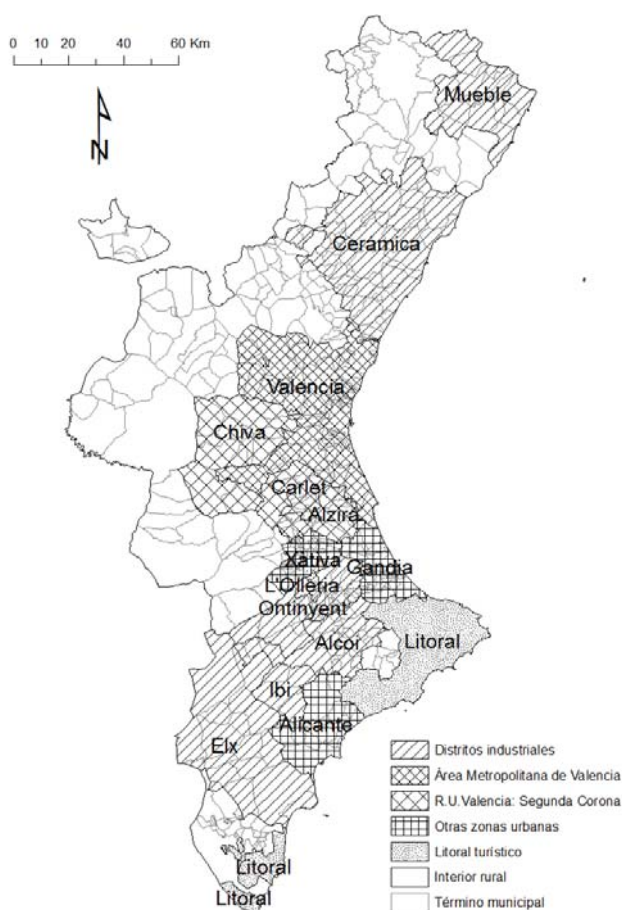 0 10 20 40 60 Km
N
Mueble
Cerámica
Valencia
Chiva
Carlet
Alzira
Xativa
Gandia
L'Olleria
Ontinyent
Alcoi
Litoral
Ibi
Alicante
Elx
Litoral
Litoral
Distritos industriales
Área Metropolitana de Valencia
R.U.Valencia: Segunda Corona
Otras zonas urbanas
Litoral turístico
Interior rural
Término municipal